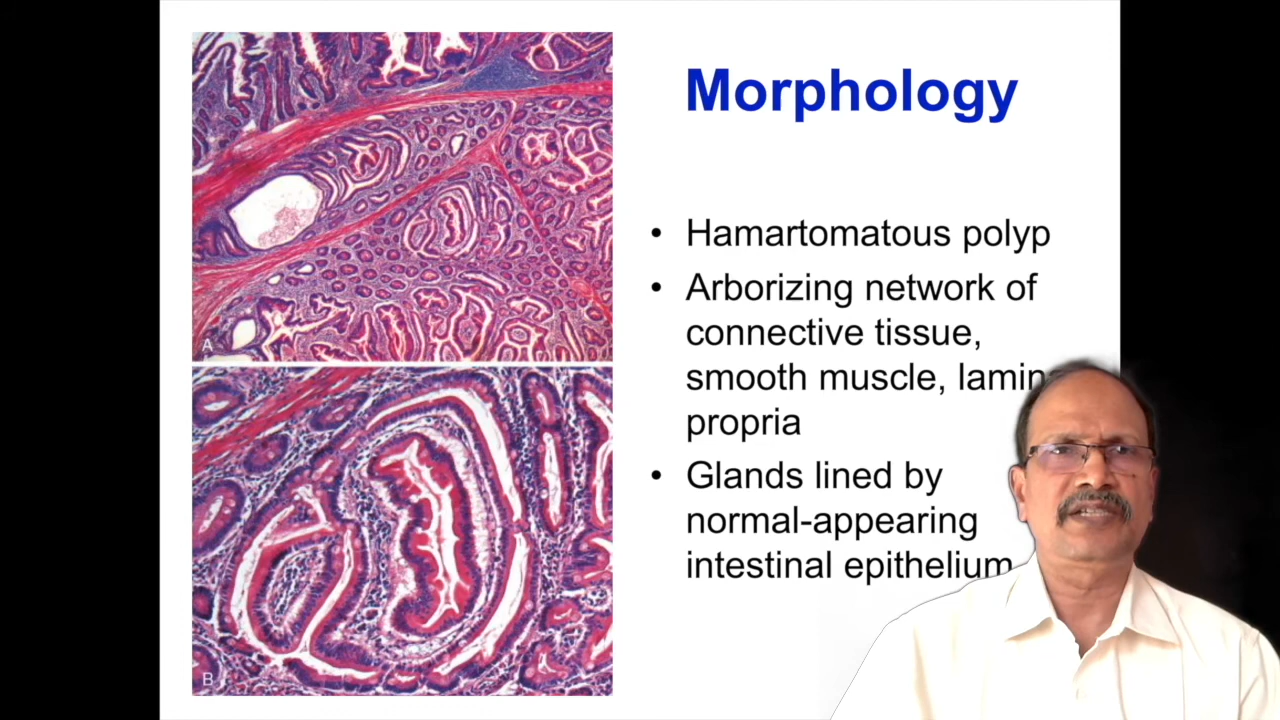 Morphology
• Hamartomatous polyp
• Arborizing network of
connective tissue,
smooth muscle, lamin
propria
• Glands lined by
normal-appearing
intestinal epithelium
A
B